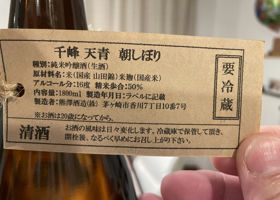 千峰 天青 朝しぼり
種別:純米吟醸酒(生酒)
原材料名:米(国産 山田錦)米麹(国産米)
アルコール分:16度 精米歩合:50%
内容量:1800ml 製造年月日:ラベルに記載
製造者:熊澤酒造(株) 茅ヶ崎市香川7丁目10番7号
※お酒は20歳になってから。
要冷蔵
清酒
お酒の風味は日々変化します。冷蔵庫で保管して頂き、
開栓後、なるべく早めにお召し上がり下さい。